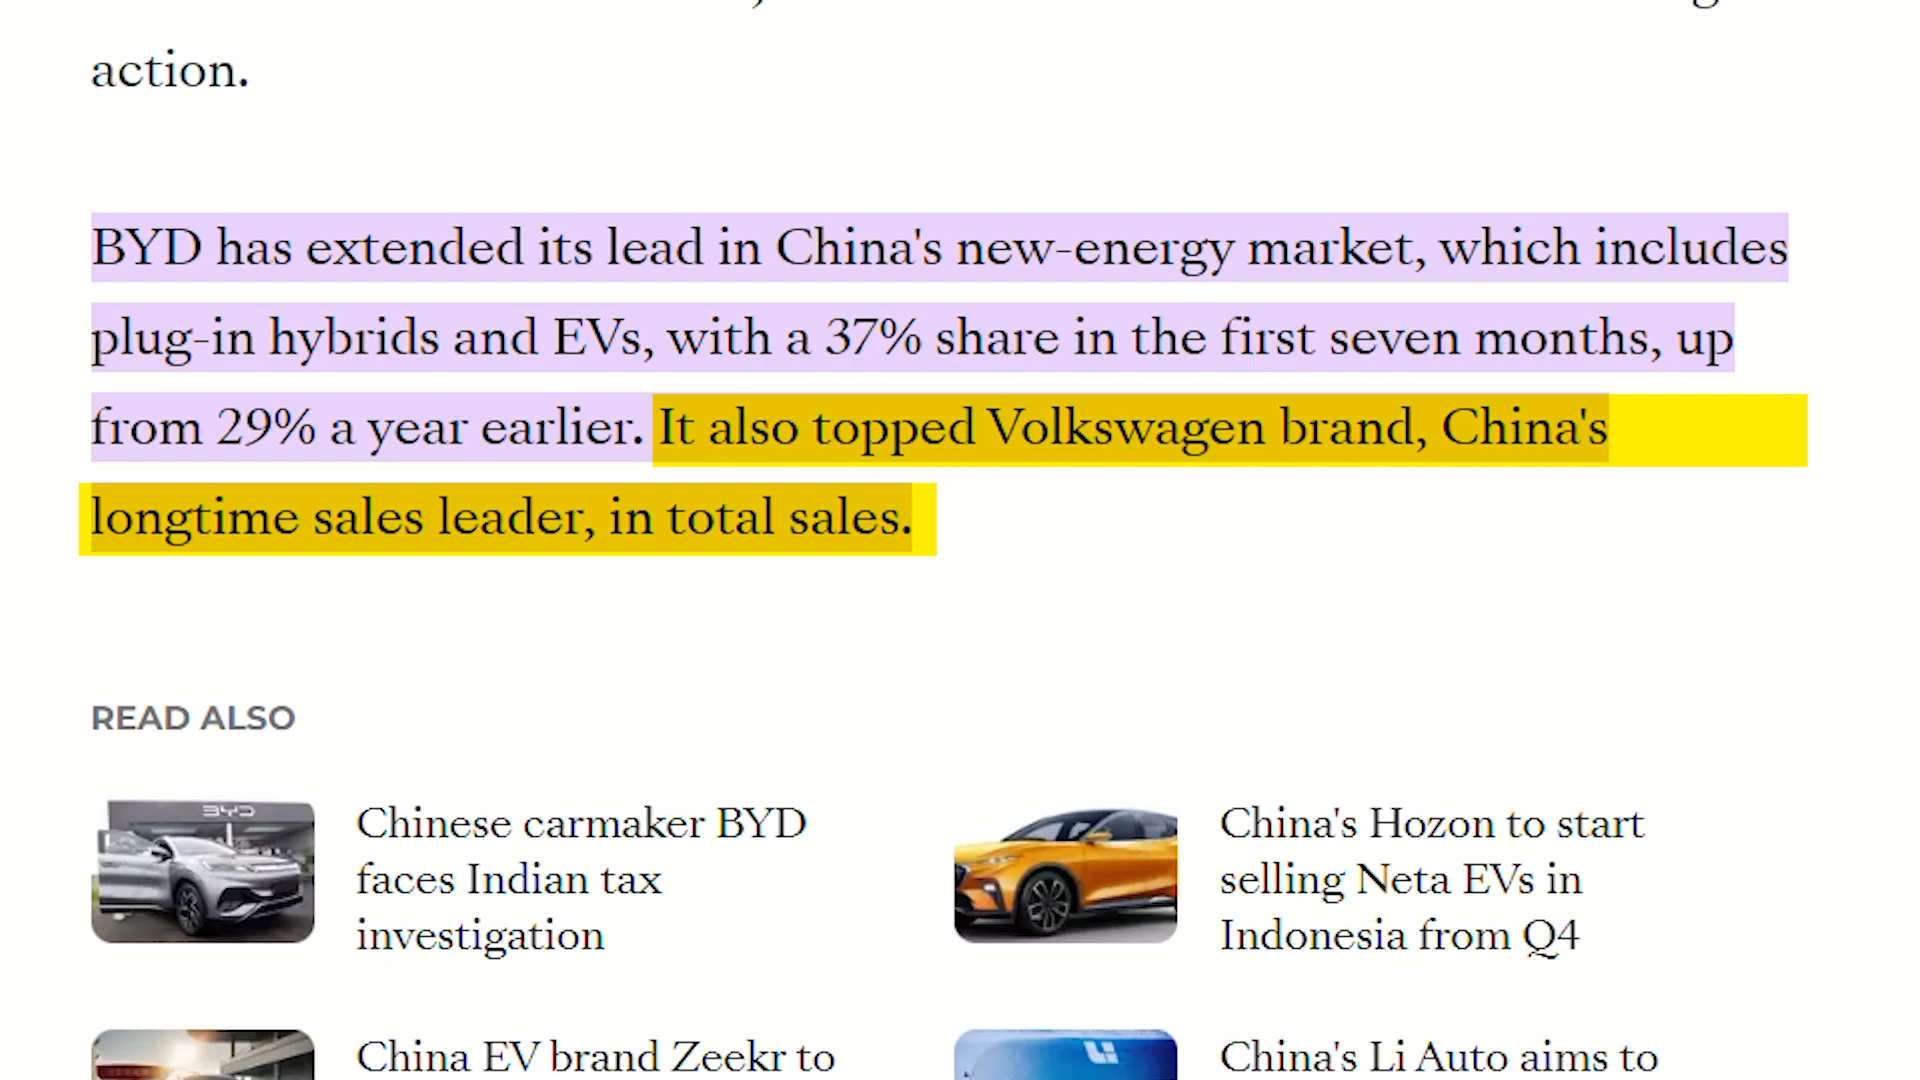 action.
BYD has extended its lead in China's new-energy market, which includes
plug-in hybrids and EVs, with a 37% share in the first seven months, up
from 29% a year earlier. It also topped Volkswagen brand, China's
longtime sales leader, in total sales.
READ ALSO
BYD
Chinese carmaker BYD
faces Indian tax
investigation
China's Hozon to start
selling Neta EVs in
Indonesia from Q4
China EV brand Zeekr to
China's Li Auto aims to